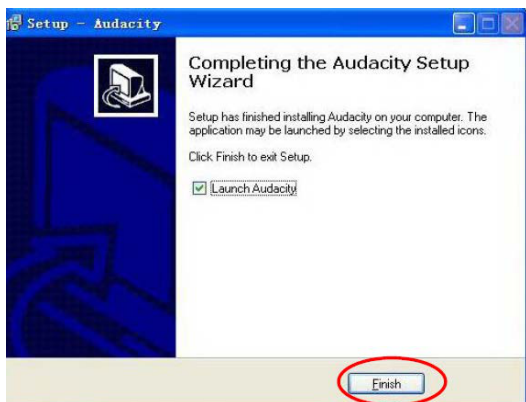 Setup - Audacity
Completing the Audacity Setup
Wizard
Setup has finished installing Audacity on your computer. The
application may be launched by selecting the installed icons.
Click Finish to exit Setup.
Launch Audacity
Finish